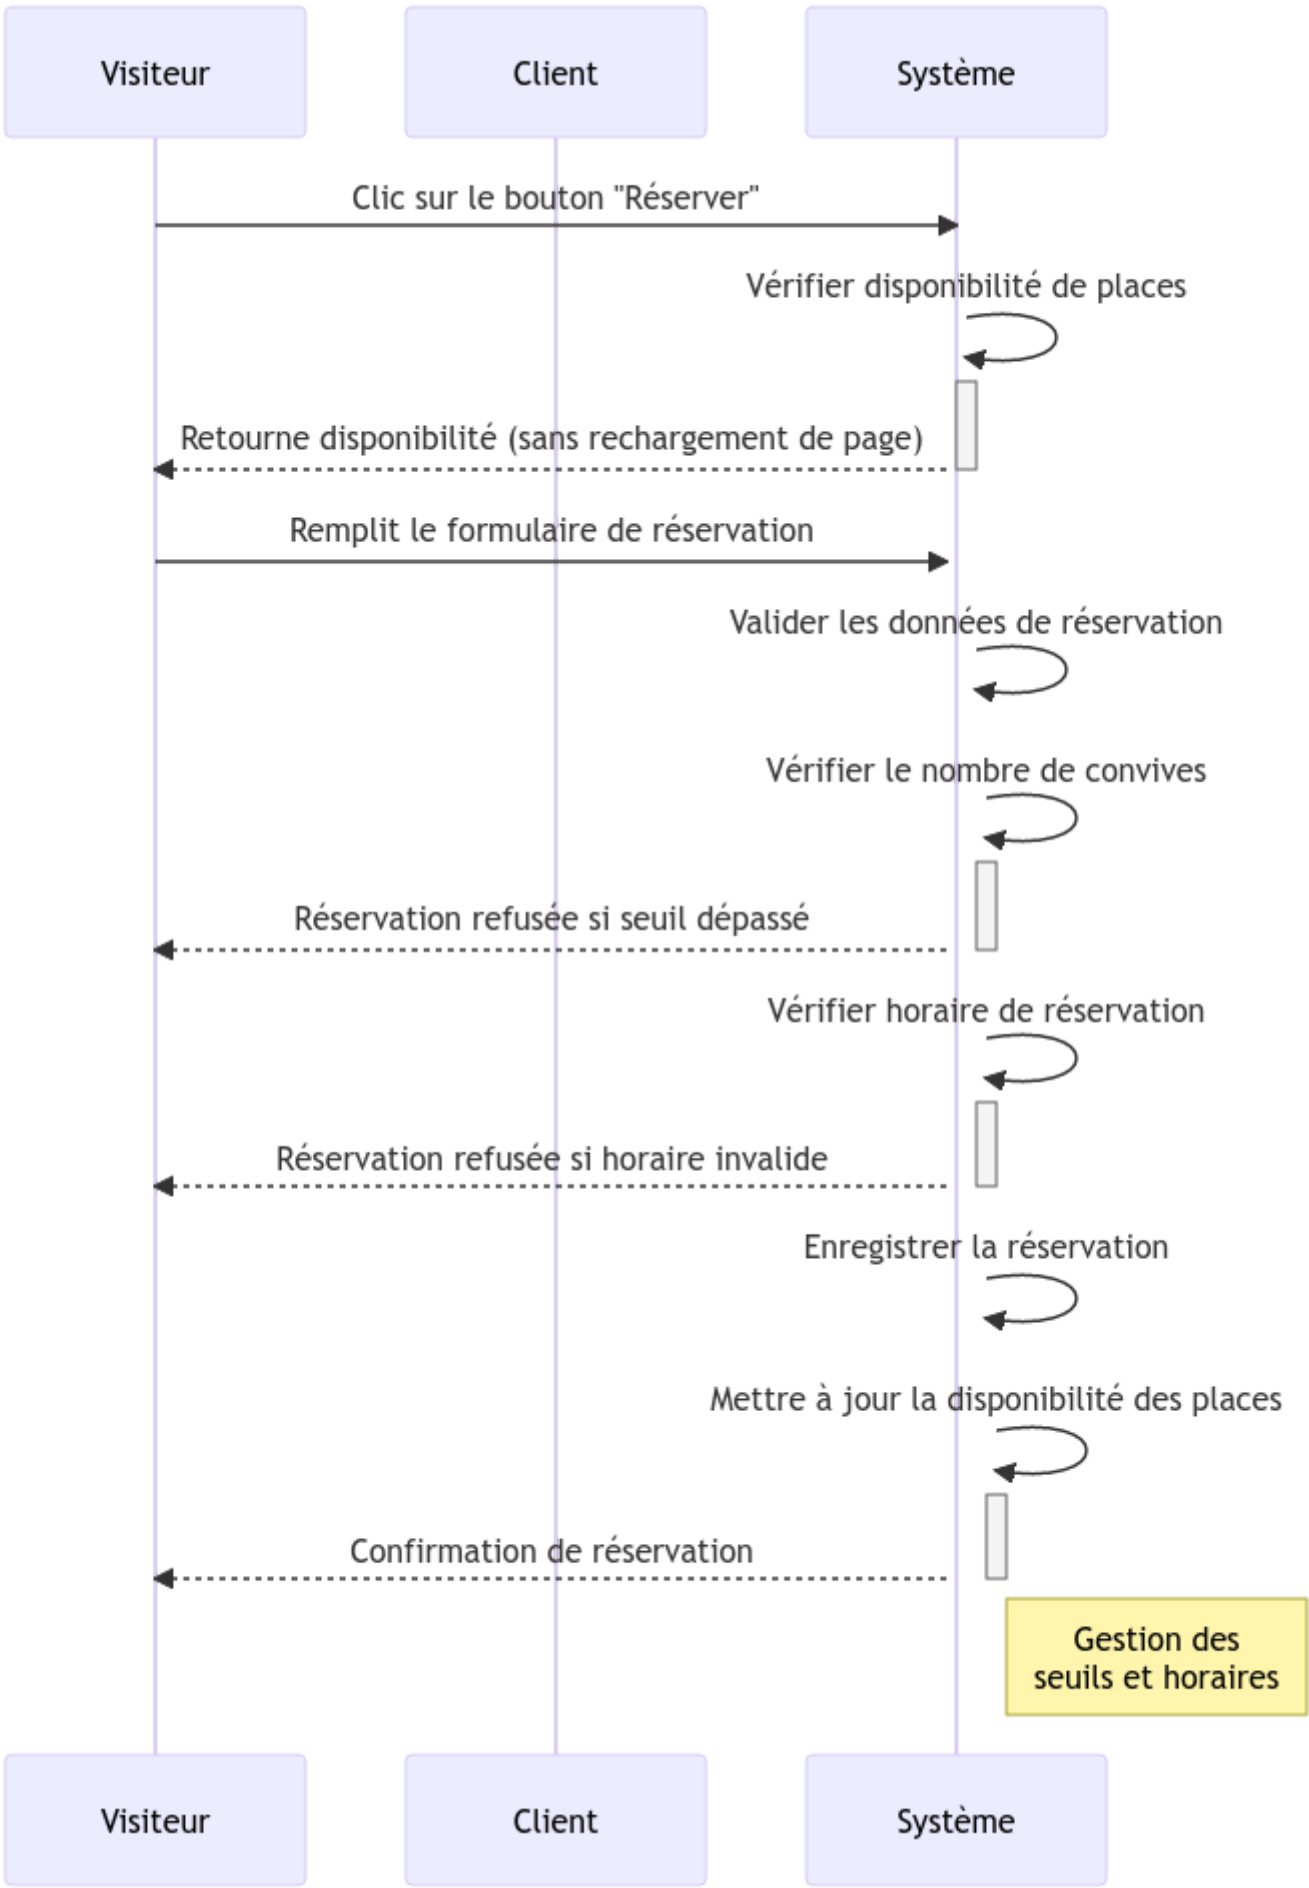 Visiteur
Client
Système
Clic sur le bouton "Réserver"
Vérifier disponibilité de places
Retourne disponibilité (sans rechargement de page)
Remplit le formulaire de réservation
Valider les données de réservation
Vérifier le nombre de convives
Réservation refusée si seuil dépassé
Vérifier horaire de réservation
Réservation refusée si horaire invalide
Enregistrer la réservation
Mettre à jour la disponibilité des places
Confirmation de réservation
Gestion des
seuils et horaires
Visiteur
Client
Système